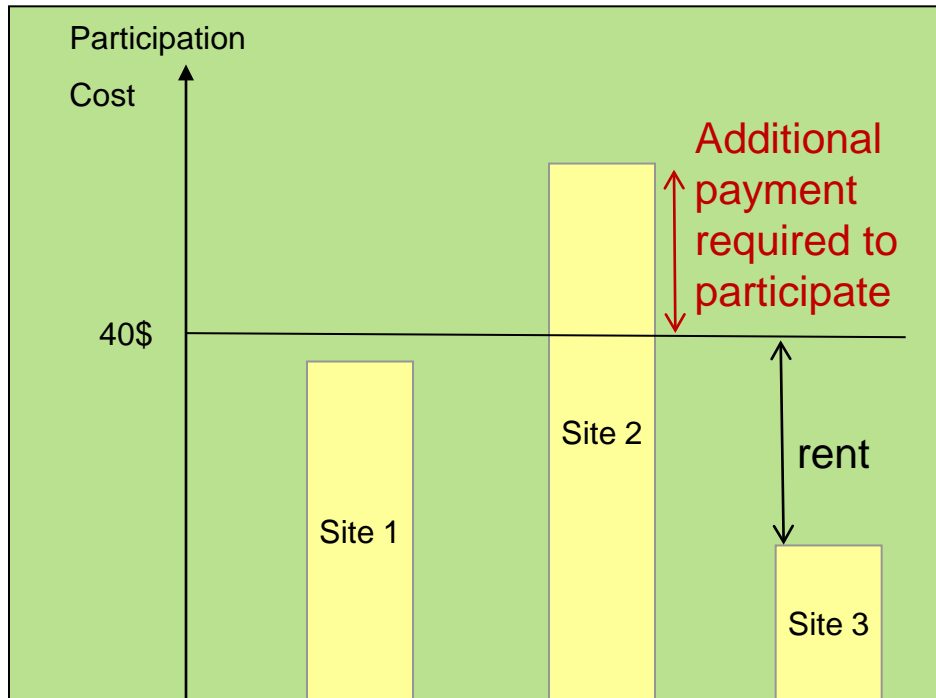 Participation
Cost
Additional
payment
required to
participate
40$
Site 2
rent
Site 1
Site 3